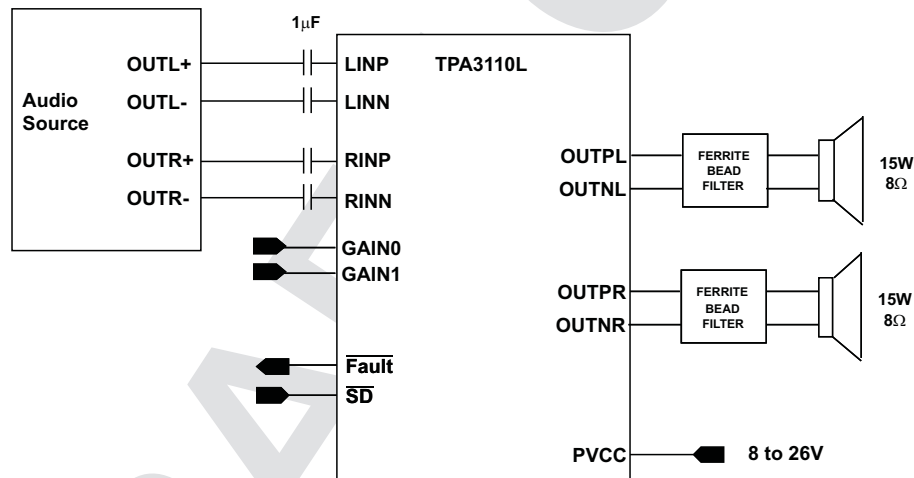 1μF
TPA3110L
Audio
Source
OUTL+
OUTL-
OUTR+
OUTR-
LINP
LINN
RINP
RINN
GAIN0
GAIN1
Fault
SD
OUTPL
OUTNL
FERRITE
BEAD
FILTER
15W
8Ω
OUTPR
OUTNR
FERRITE
BEAD
FILTER
15W
8Ω
PVCC
8 to 26V